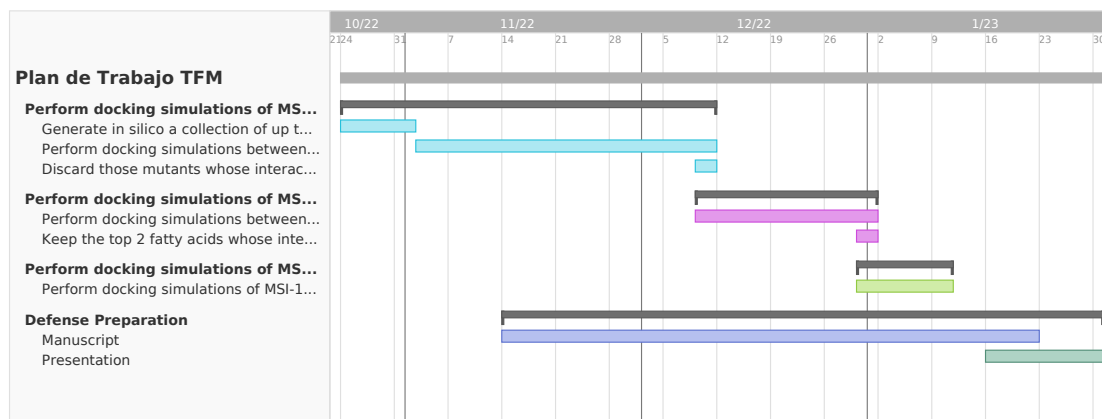 10/22 11/22 12/22 1/23
21 24 31 7 14 21 28 5 12 19 26 2 9 16 23 30
Plan de Trabajo TFM
Perform docking simulations of MS...
Generate in silico a collection of up t...
Perform docking simulations between...
Discard those mutants whose interac...
Perform docking simulations of MS...
Perform docking simulations between...
Keep the top 2 fatty acids whose inte...
Perform docking simulations of MS...
Perform docking simulations of MSI-1...
Defense Preparation
Manuscript
Presentation